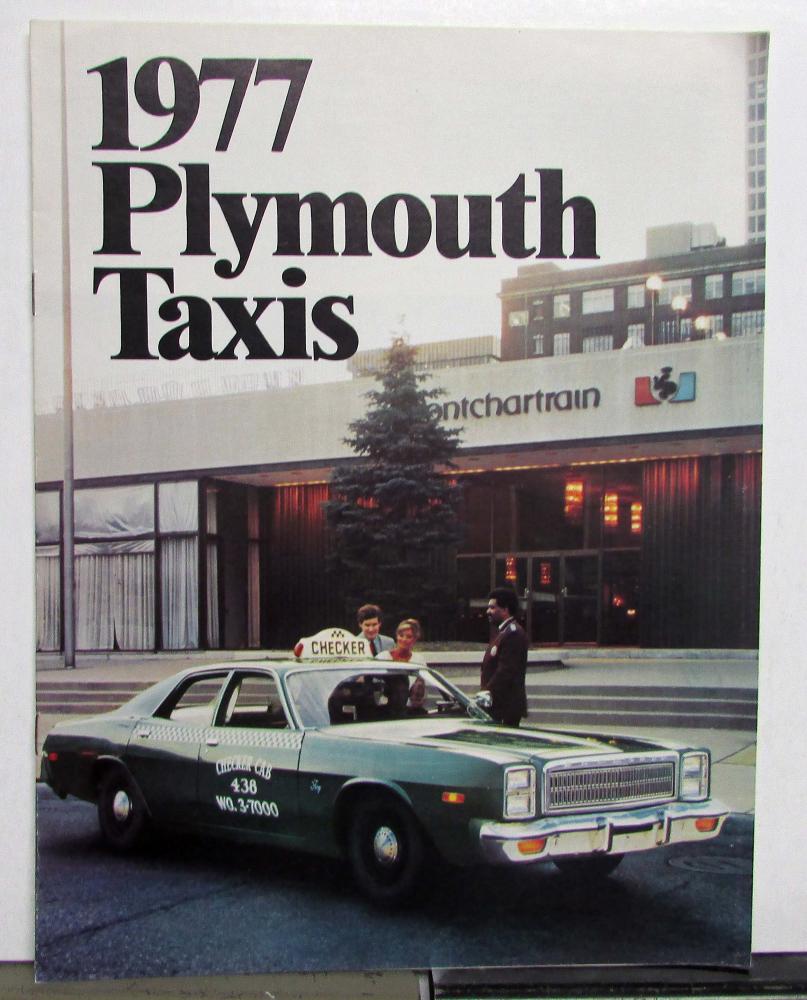 1977
Plymouth
Taxis
ontchartrain
CHECKER
CHECKER CAB
438
WO. 3-7000